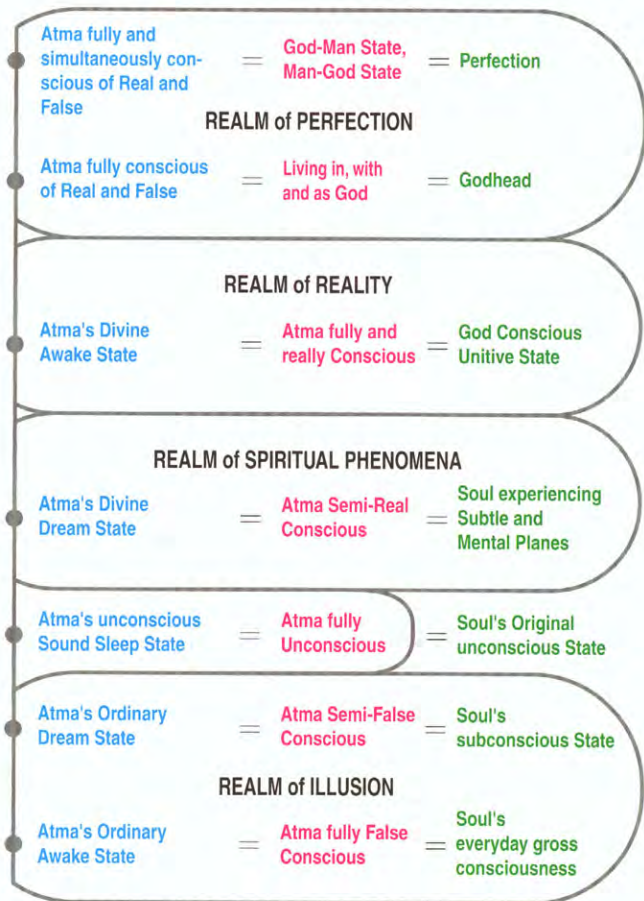 Atma fully and
simultaneously con-
scious of Real and
False
=
God-Man State,
Man-God State
=
Perfection
REALM of PERFECTION
Atma fully conscious
of Real and False
=
Living in, with
and as God
=
Godhead
REALM of REALITY
Atma's Divine
Awake State
=
Atma fully and
really Conscious
=
God Conscious
Unitive State
REALM of SPIRITUAL PHENOMENA
Atma's Divine
Dream State
=
Atma Semi-Real
Conscious
=
Soul experiencing
Subtle and
Mental Planes
Atma's unconscious
Sound Sleep State
=
Atma fully
Unconscious
=
Soul's Original
unconscious State
Atma's Ordinary
Dream State
=
Atma Semi-False
Conscious
=
Soul's
subconscious State
REALM of ILLUSION
Atma's Ordinary
Awake State
=
Atma fully False
Conscious
=
Soul's
everyday gross
consciousness